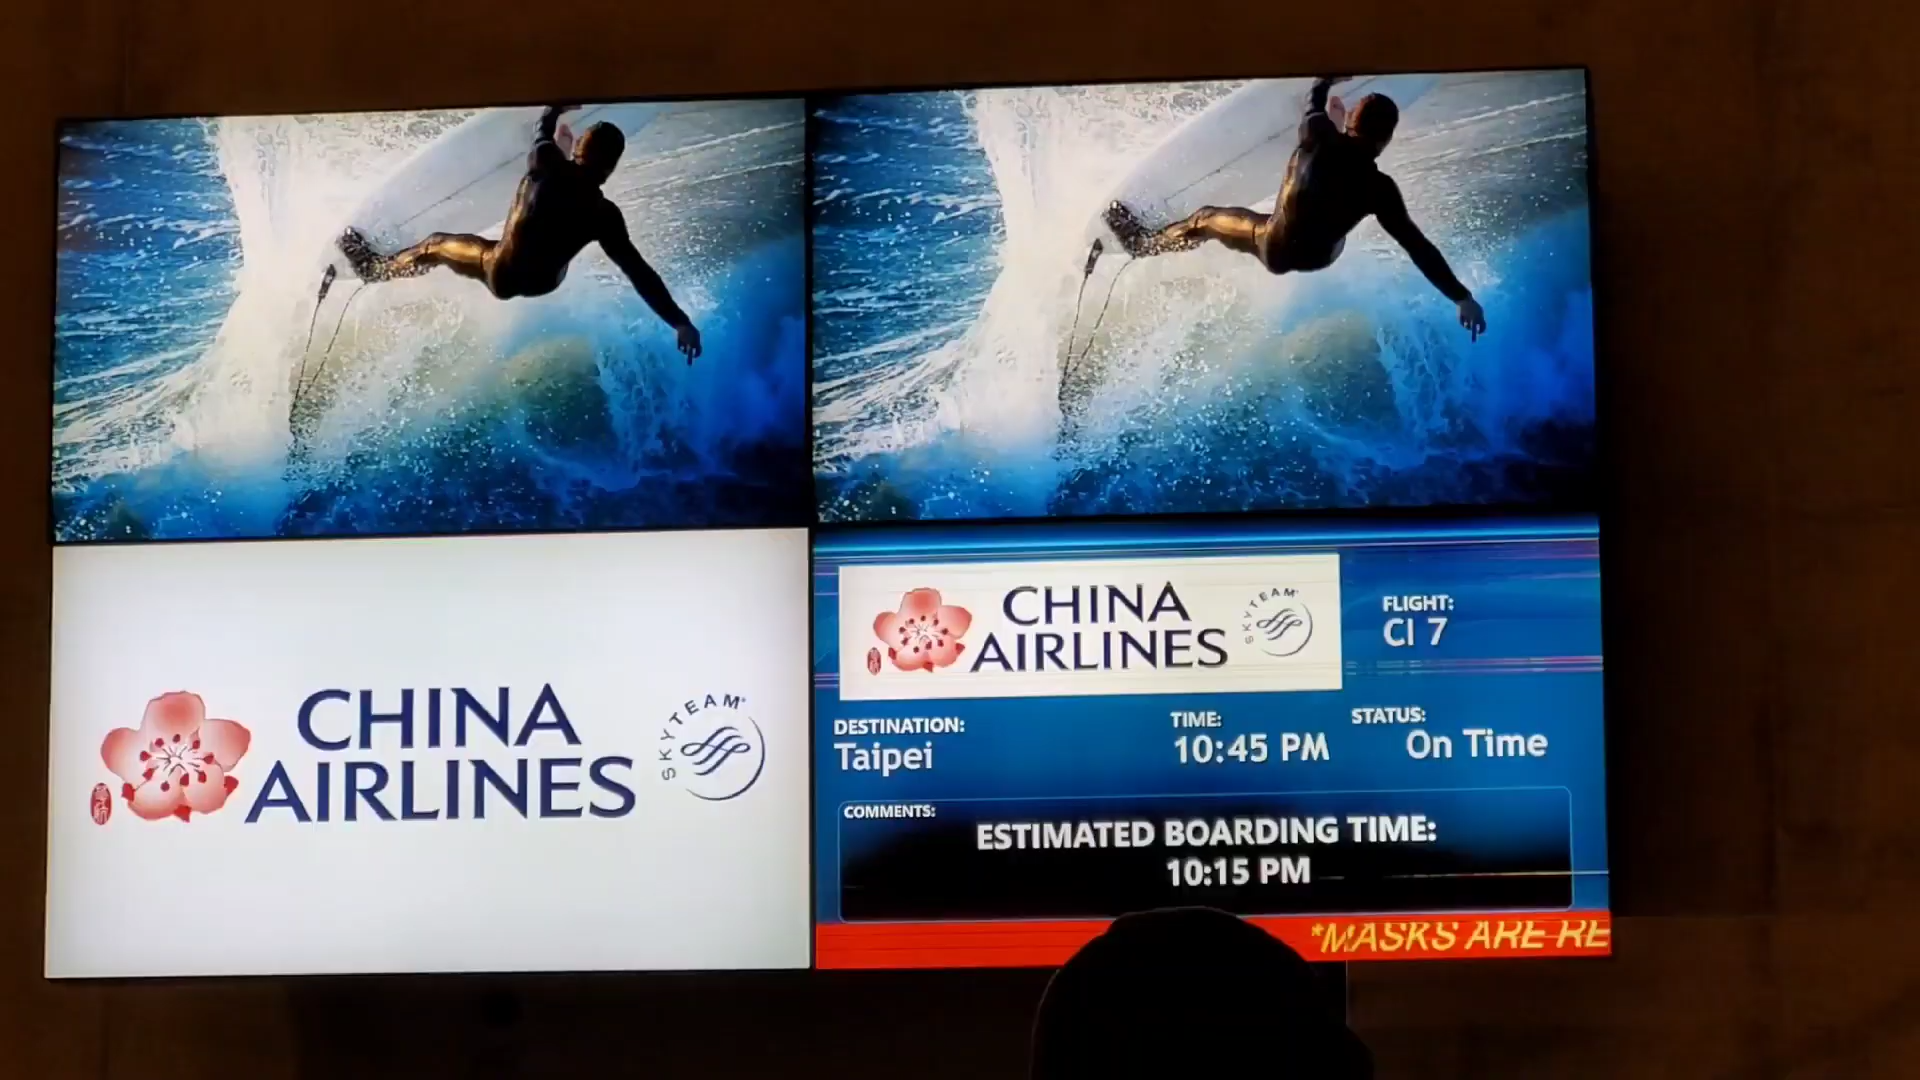 CHINA
AIRLINES
SKYTEAM
CHINA
AIRLINES
SKYTEAM
FLIGHT:
CI 7
DESTINATION:
Taipei
TIME:
10:45 PM
STATUS:
On Time
COMMENTS:
ESTIMATED BOARDING TIME:
10:15 PM
*MASKS ARE RE